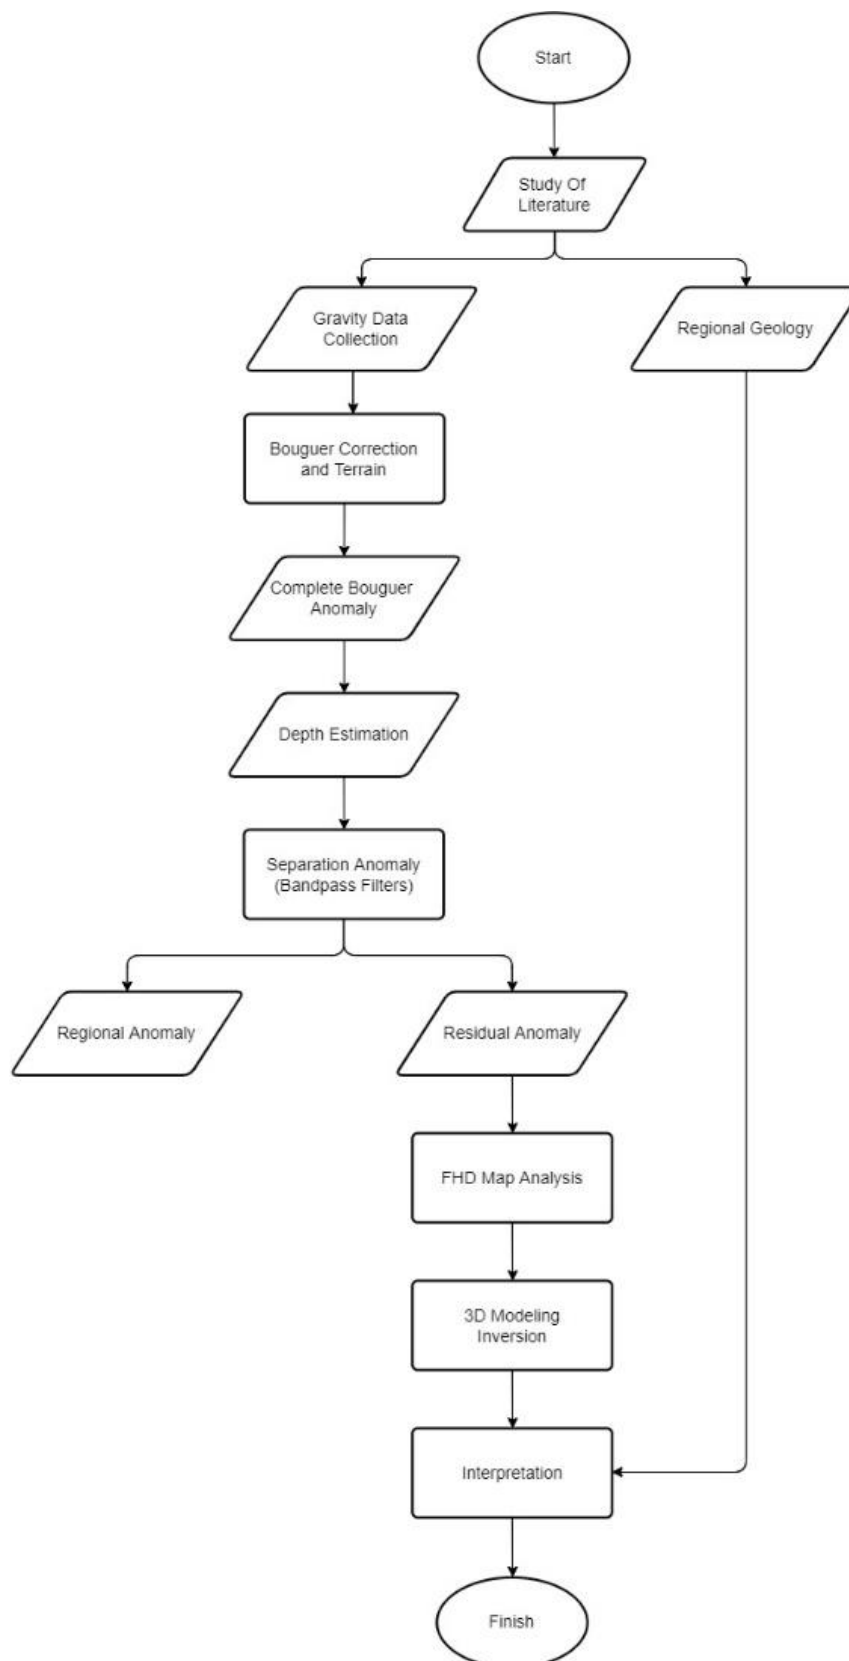 Start
Study Of
Literature
Gravity Data
Collection
Regional Geology
Bouguer Correction
and Terrain
Complete Bouguer
Anomaly
Depth Estimation
Separation Anomaly
(Bandpass Filters)
Regional Anomaly
Residual Anomaly
FHD Map Analysis
3D Modeling
Inversion
Interpretation
Finish